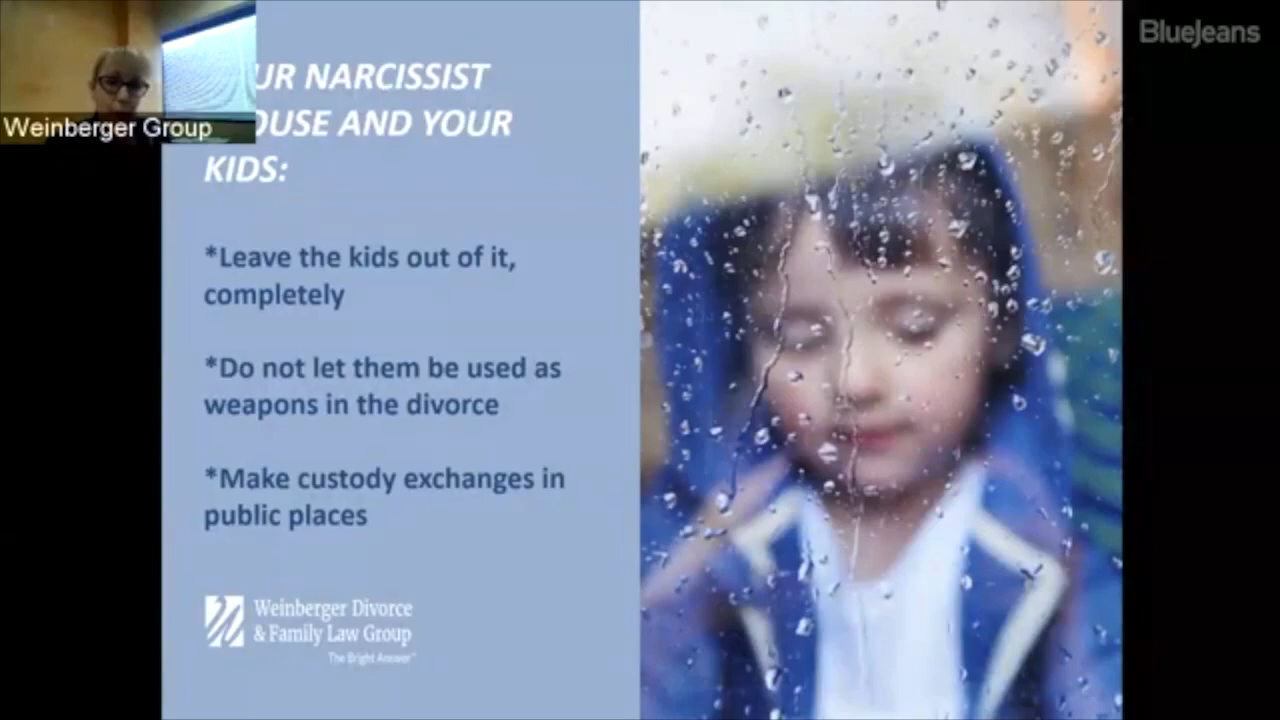 BlueJeans
Weinberger Group
UR NARCISSIST
OUSE AND YOUR
KIDS:
*Leave the kids out of it,
completely
*Do not let them be used as
weapons in the divorce
*Make custody exchanges in
public places
Weinberger Divorce
& Family Law Group
The Bright Answer